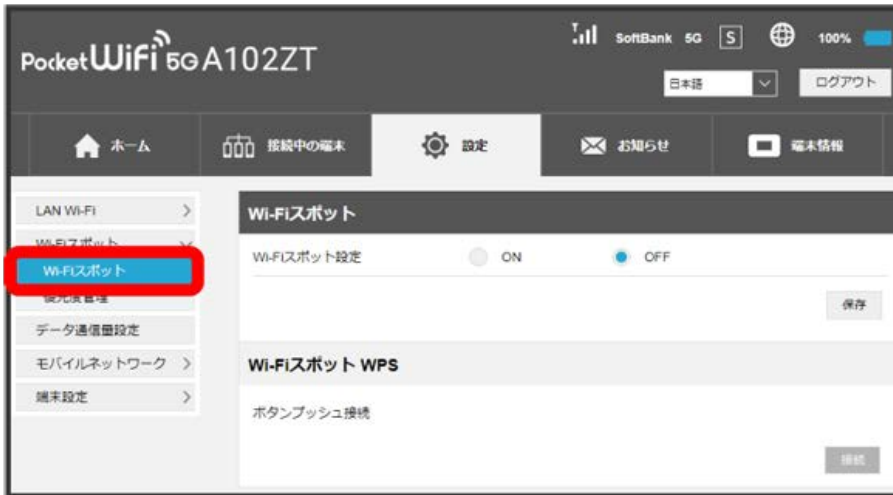 Pocket WiFi 5G A102ZT
SoftBank 5G S 100%
日本語 ログアウト
ホーム 接続中の端末 設定 お知らせ 端末情報
LAN Wi-Fi
Wi-Fiスポット
Wi-Fiスポット
優先度管理
データ通信量設定
モバイルネットワーク
端末設定
Wi-Fiスポット
Wi-Fiスポット設定 ON OFF
保存
Wi-Fiスポット WPS
ボタンプッシュ接続
接続